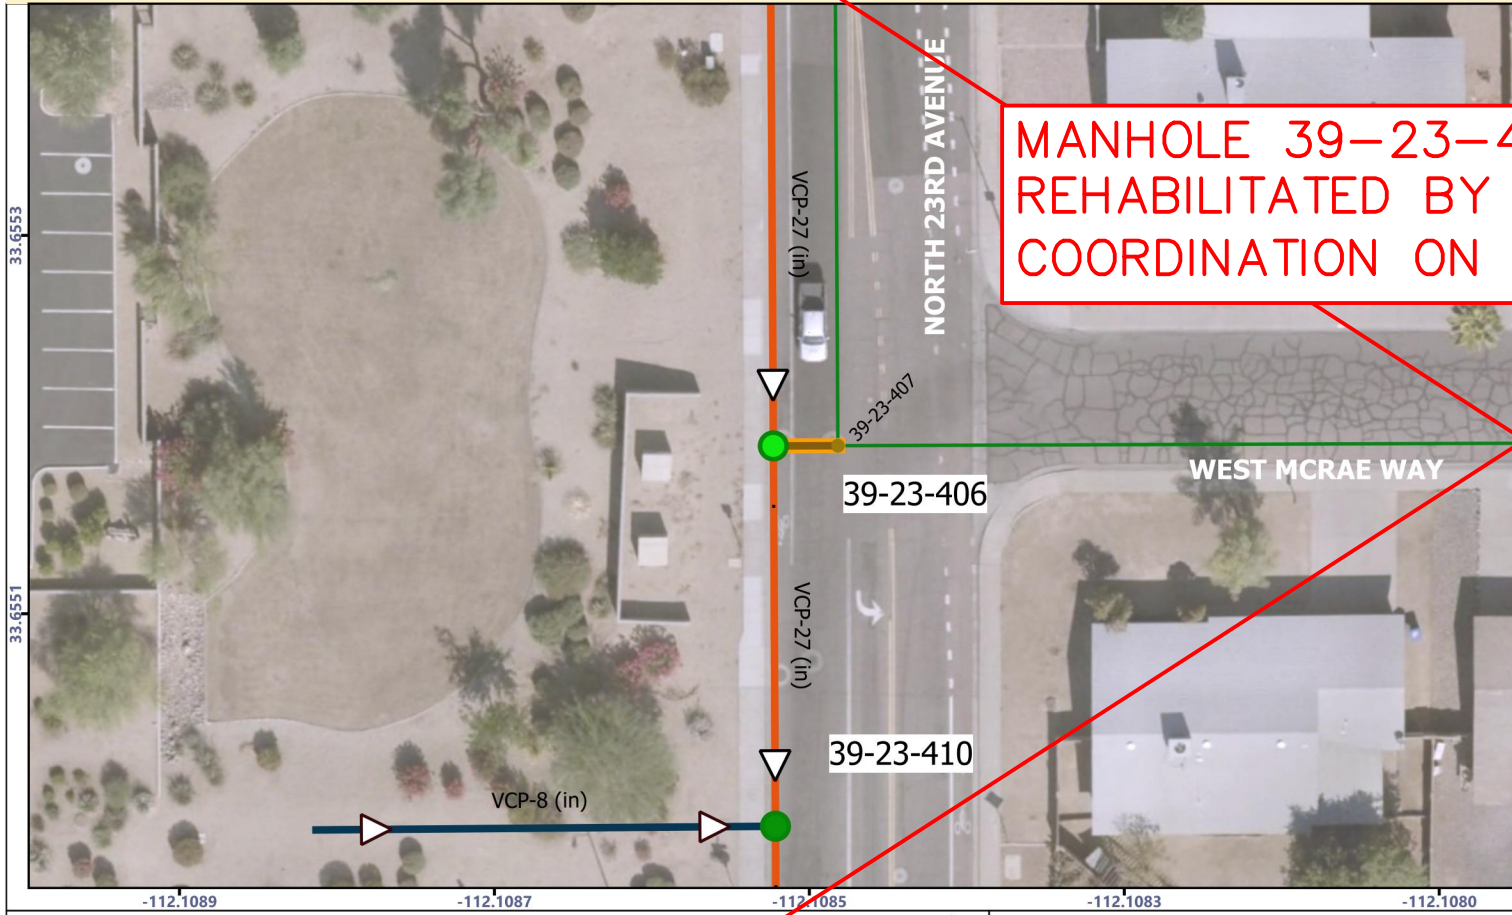 NORTH 23RD AVENUE
MANHOLE 39-23-4
REHABILITATED BY
COORDINATION ON
VCP-27 (in)
33.6553
39-23-407
WEST MCRAE WAY
39-23-406
33.6551
VCP-27 (in)
39-23-410
VCP-8 (in)
-112.1089
-112.1087
-112.1085
-112.1083
-112.1080